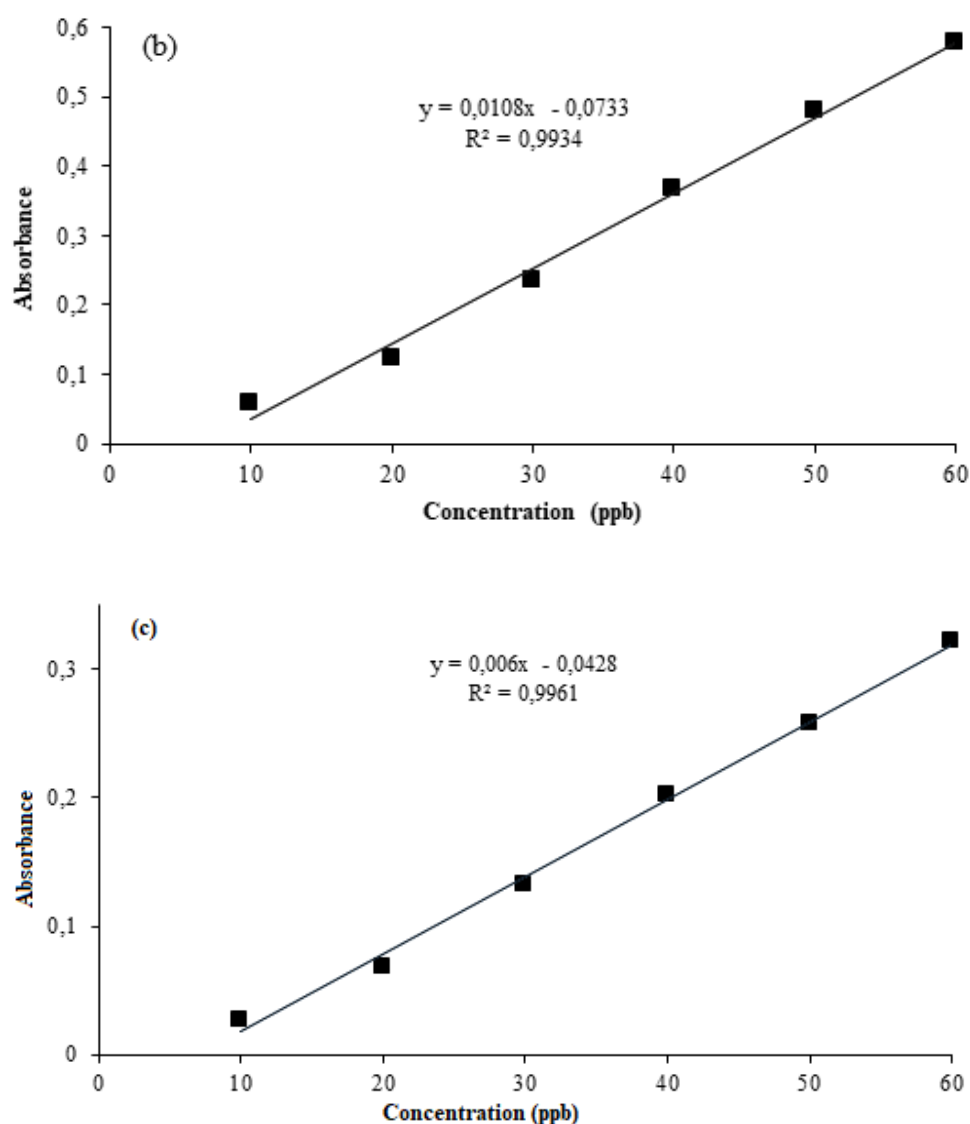 (b)
0,6
0,5
0,4
0,3
0,2
0,1
0
y = 0,0108x - 0,0733
R² = 0,9934
Absorbance
0 10 20 30 40 50 60
Concentration (ppb)
(c)
0,3
0,2
0,1
0
y = 0,006x - 0,0428
R² = 0,9961
Absorbance
0 10 20 30 40 50 60
Concentration (ppb)